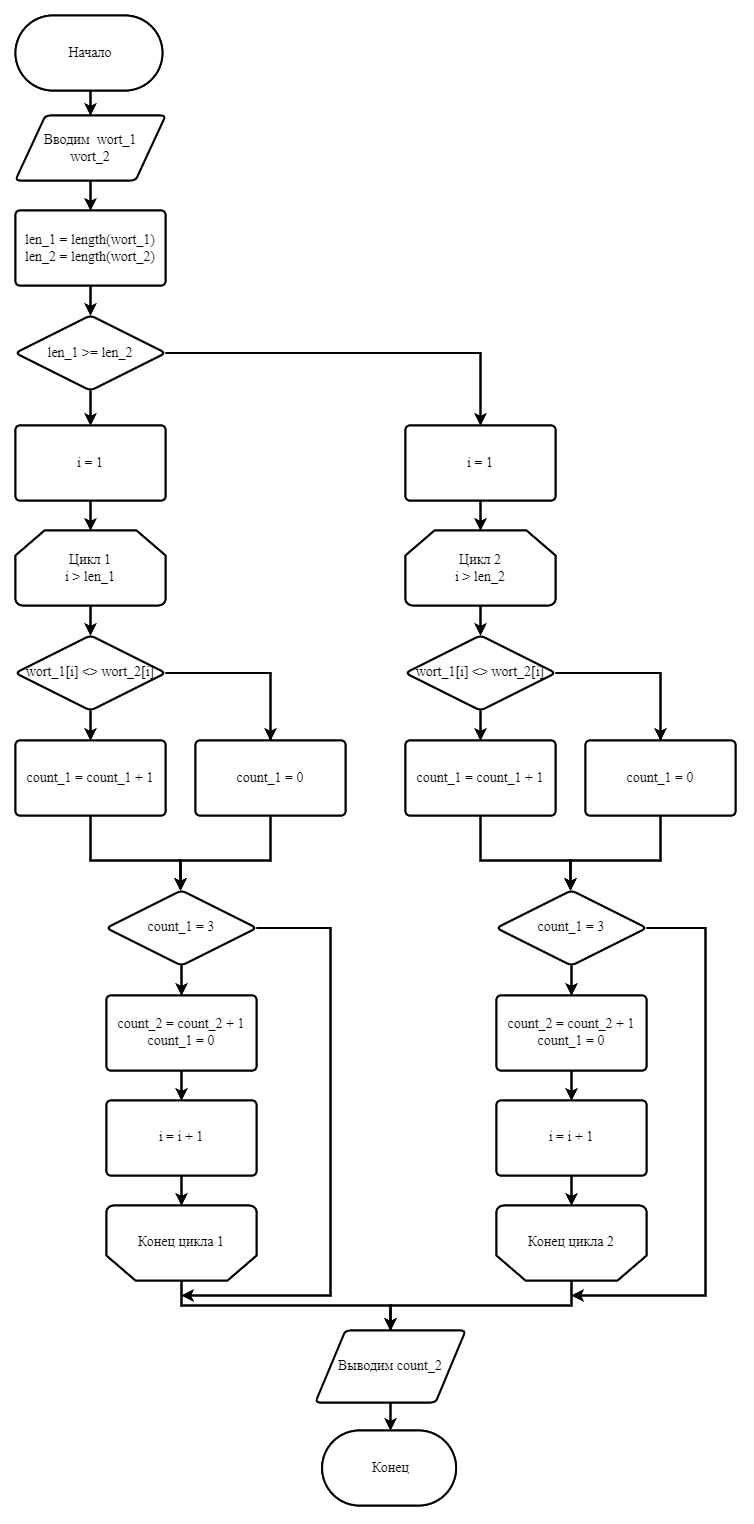 Начало
Вводим wort_1
wort_2
len_1 = length(wort_1)
len_2 = length(wort_2)
len_1 >= len_2
i = 1
i = 1
Цикл 1
i > len_1
Цикл 2
i > len_2
wort_1[i] <> wort_2[i]
wort_1[i] <> wort_2[i]
count_1 = count_1 + 1
count_1 = 0
count_1 = count_1 + 1
count_1 = 0
count_1 = 3
count_1 = 3
count_2 = count_2 + 1
count_1 = 0
count_2 = count_2 + 1
count_1 = 0
i = i + 1
i = i + 1
Конец цикла 1
Конец цикла 2
Выводим count_2
Конец